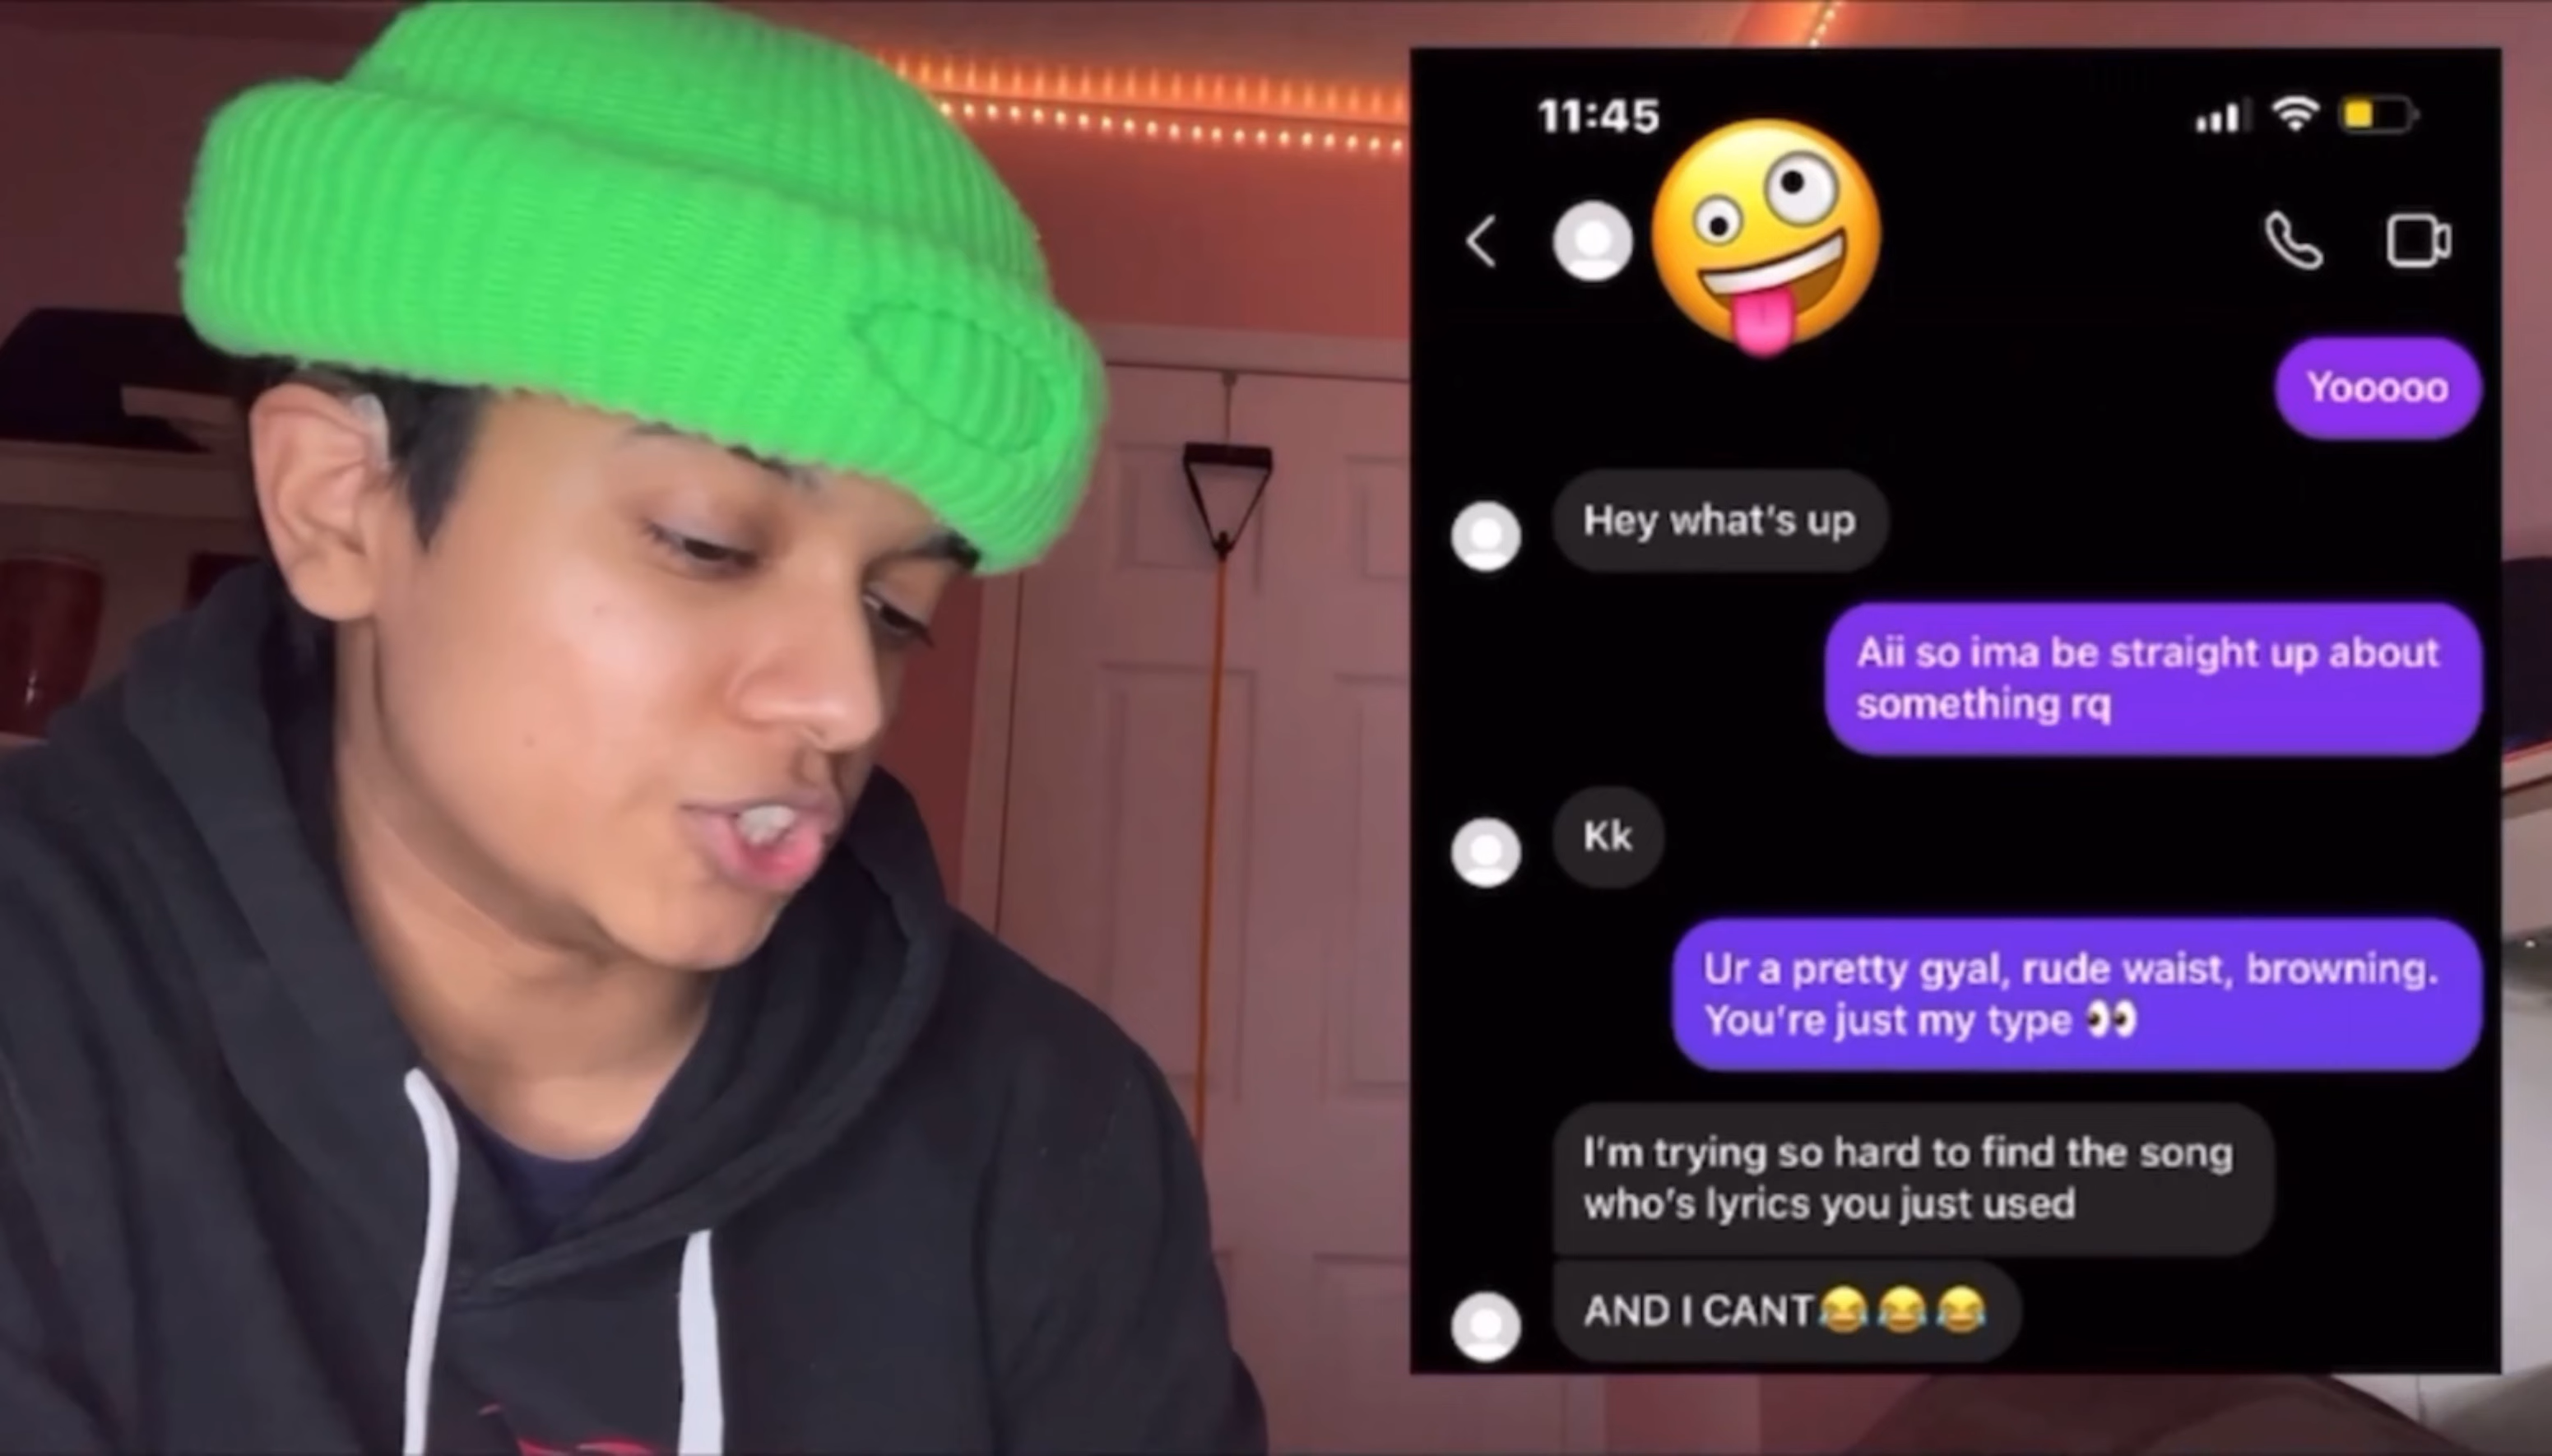 11:45
Yooooo
Hey what's up
Aii so ima be straight up about
something rq
Kk
Ur a pretty gyal, rude waist, browning.
You're just my type 👀
I'm trying so hard to find the song
who's lyrics you just used
AND I CANT😂😂😂